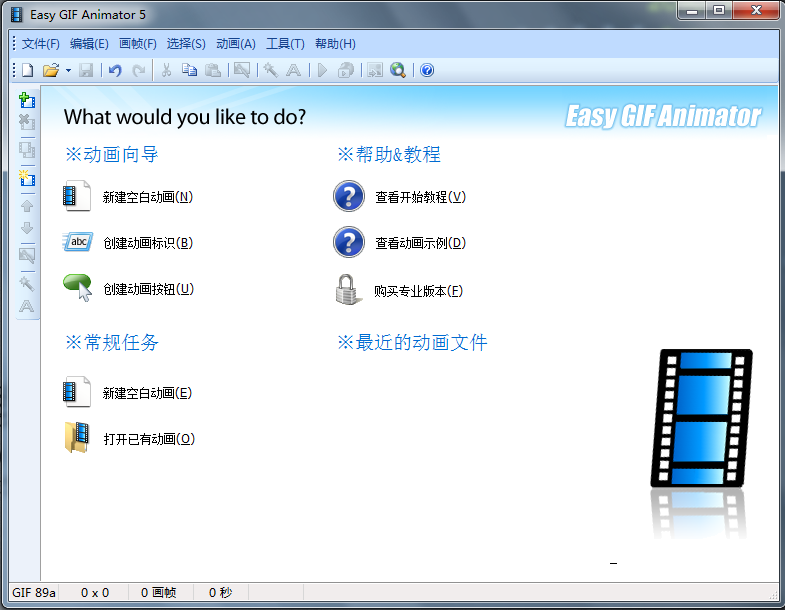 Easy GIF Animator 5
文件(F) 编辑(E) 画帧(F) 选择(S) 动画(A) 工具(T) 帮助(H)
What would you like to do?
Easy GIF Animator
※动画向导
新建空白动画(N)
abc
创建动画标识(B)
创建动画按钮(U)
※帮助&教程
查看开始教程(V)
查看动画示例(D)
购买专业版本(F)
※常规任务
新建空白动画(E)
打开已有动画(O)
※最近的动画文件
GIF 89a 0 x 0 0 画帧 0 秒